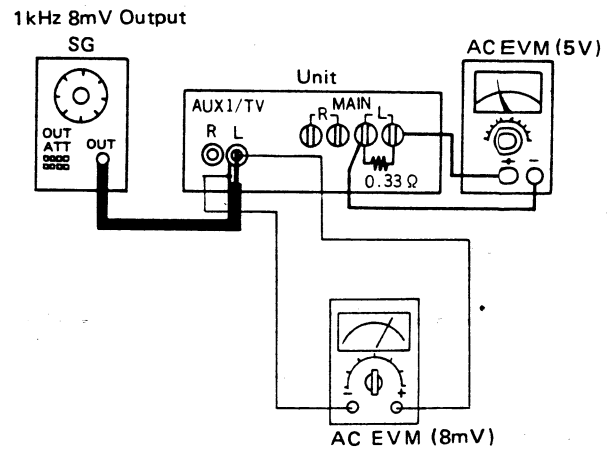 1kHz 8mV Output
SG
AC EVM (5V)
Unit
AUX1/TV
MAIN
R L
R L
OUT
ATT
OUT
0.33 Ω
+ -
- +
AC EVM (8mV)